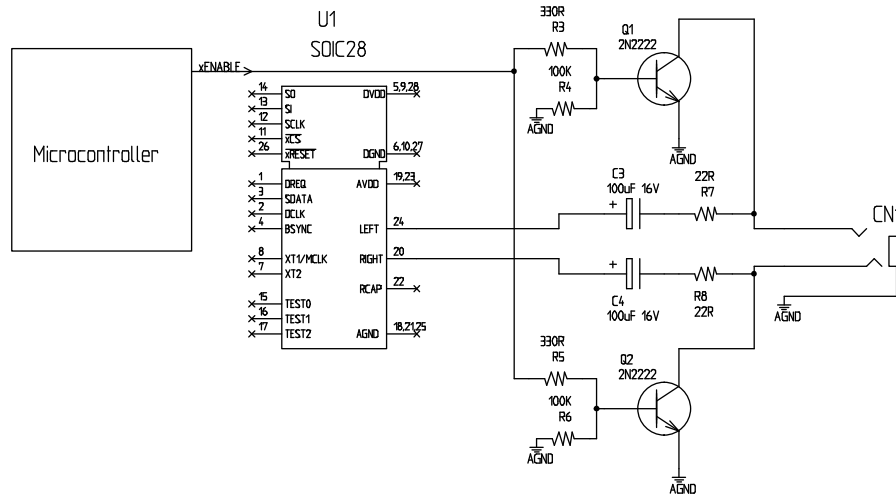 U1
SOIC28
Microcontroller
xENABLE
14 SO
13 SI
12 SCLK
11 xCS
26 xRESET
DVDD 5,9,28
DGND 6,10,27
1 DREQ
3 SDATA
2 DCLK
4 BSYNC
8 XT1/MCLK
7 XT2
15 TEST0
16 TEST1
17 TEST2
AVDD 19,23
LEFT 24
RIGHT 20
RCAP 22
AGND 18,21,25
330R
R3
100K
R4
AGND
Q1
2N2222
AGND
C3
100uF 16V
+
22R
R7
+
C4
100uF 16V
R8
22R
CN1
AGND
330R
R5
100K
R6
AGND
Q2
2N2222
AGND